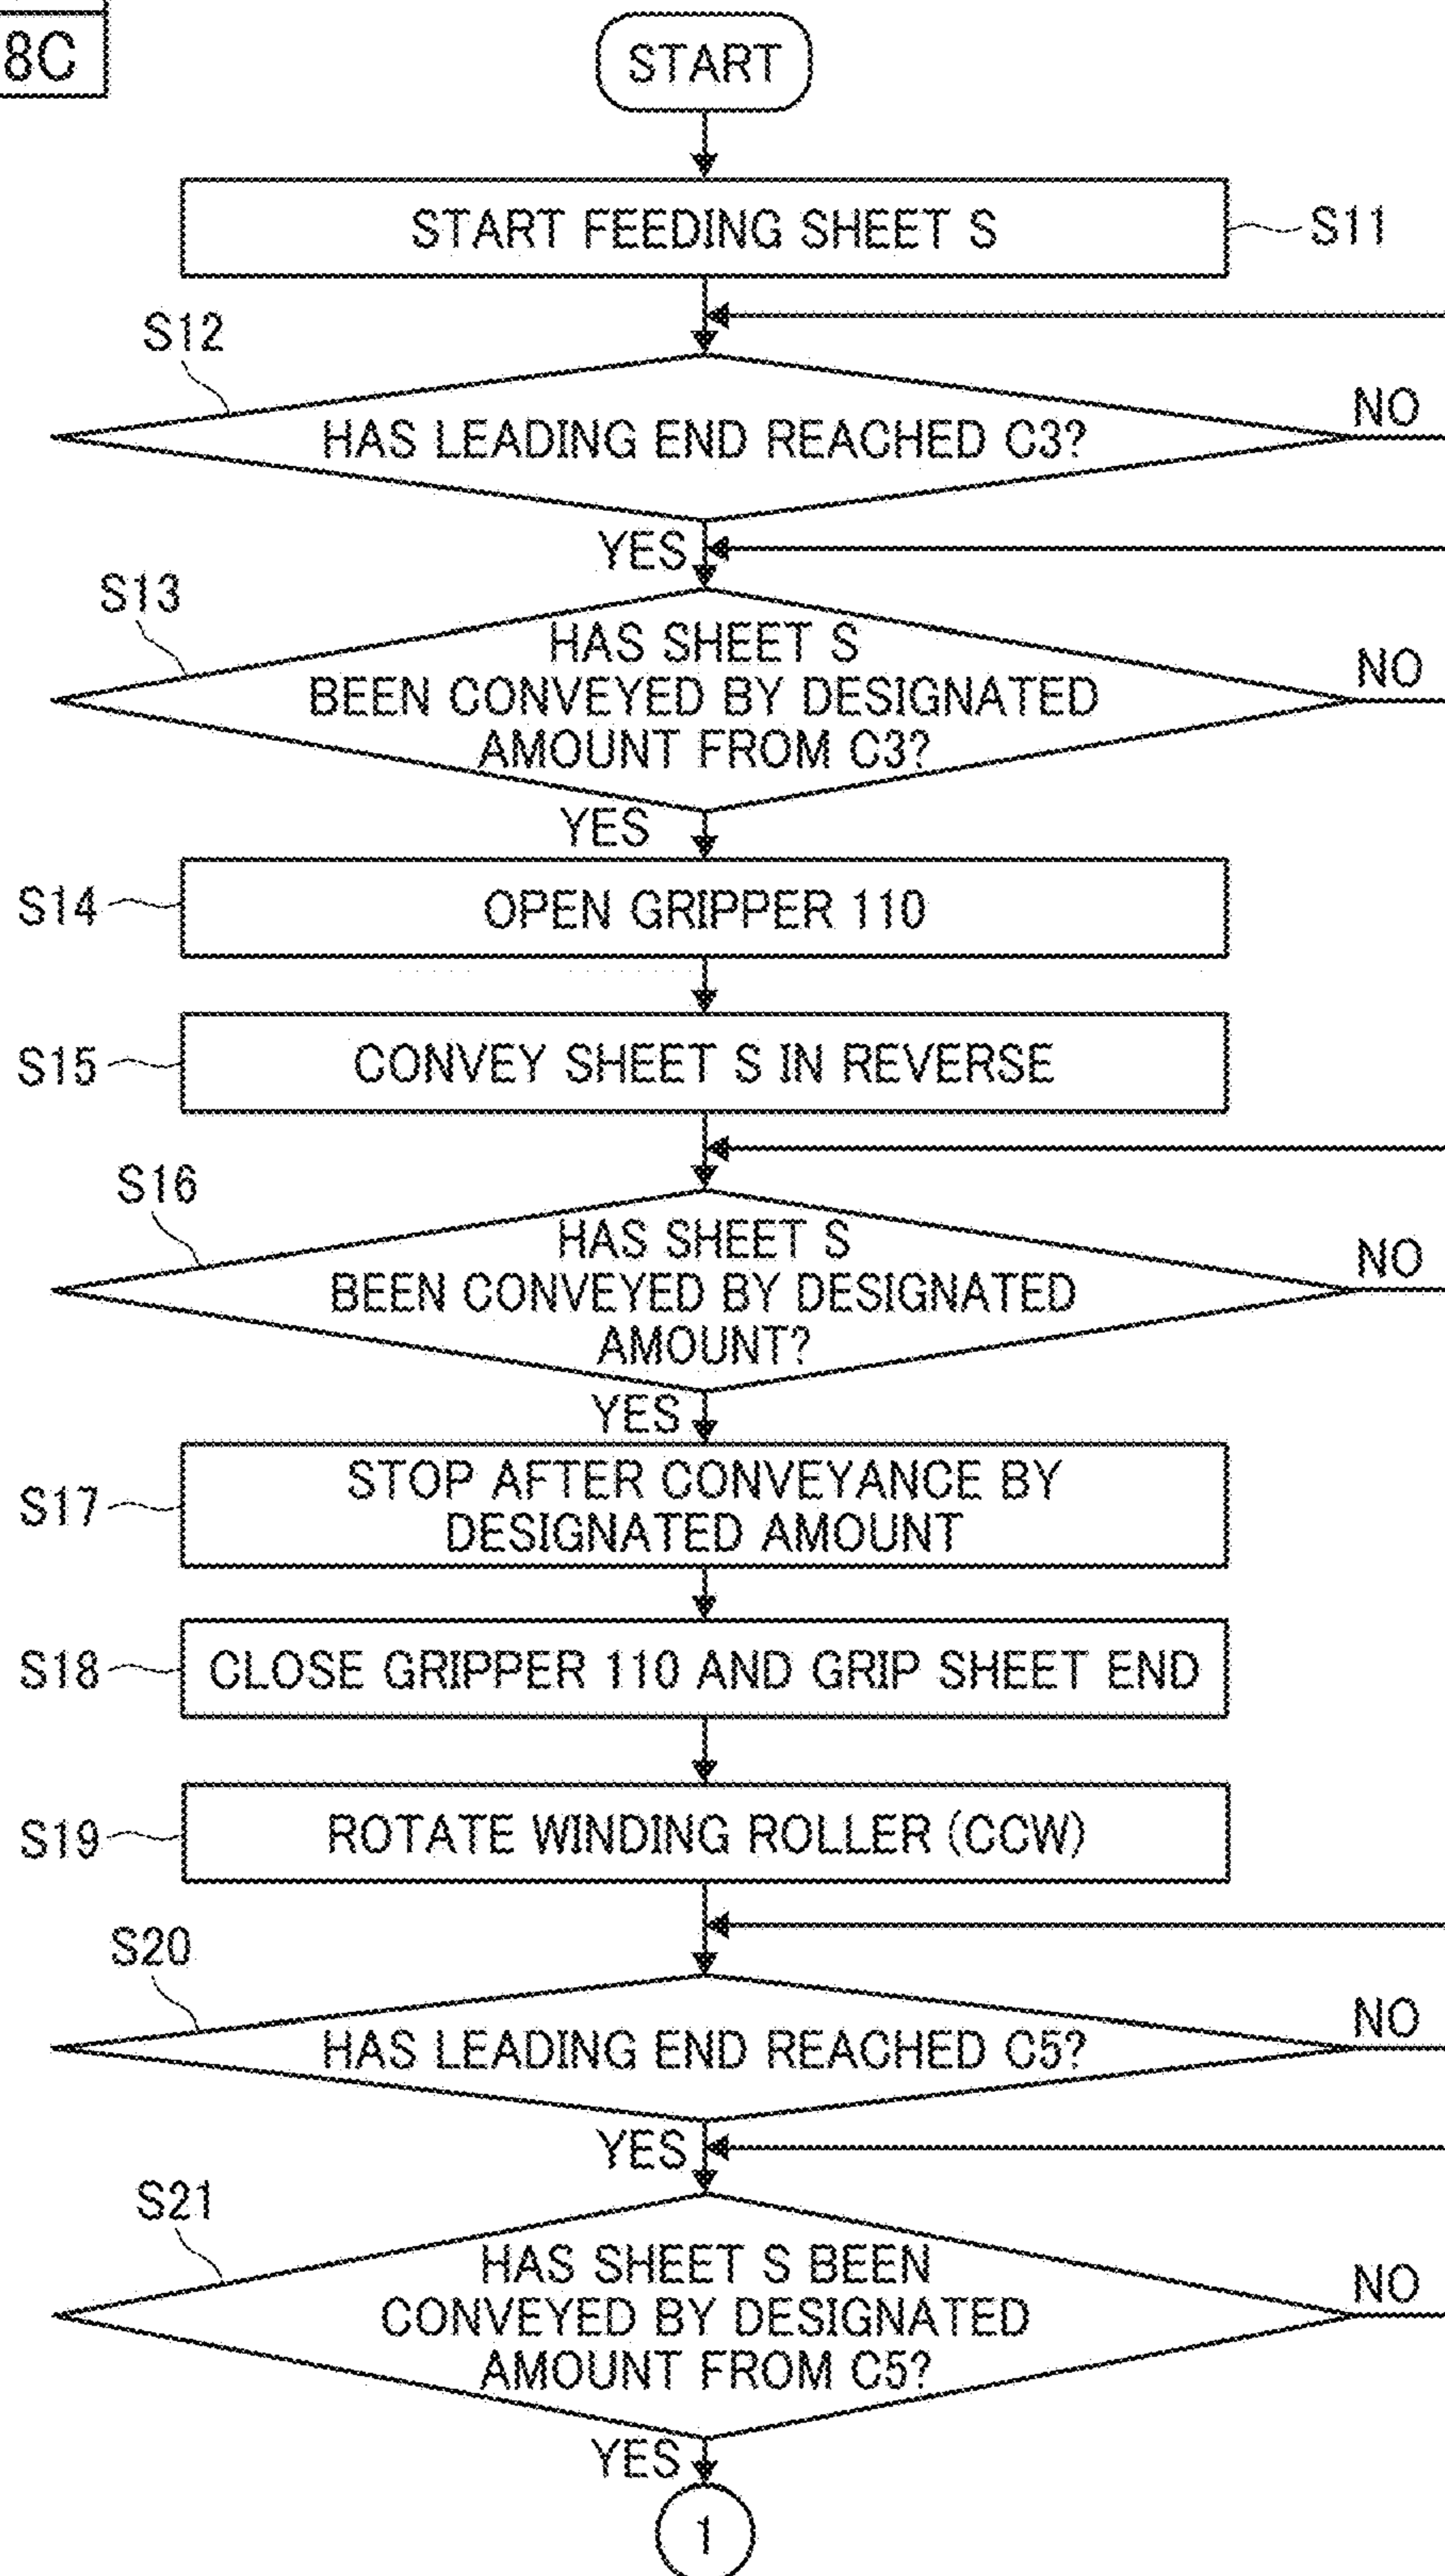 8C
START
START FEEDING SHEET S
S11
S12
HAS LEADING END REACHED C3?
NO
YES
S13
HAS SHEET S
BEEN CONVEYED BY DESIGNATED
AMOUNT FROM C3?
NO
YES
S14
OPEN GRIPPER 110
S15
CONVEY SHEET S IN REVERSE
S16
HAS SHEET S
BEEN CONVEYED BY DESIGNATED
AMOUNT?
NO
YES
S17
STOP AFTER CONVEYANCE BY
DESIGNATED AMOUNT
S18
CLOSE GRIPPER 110 AND GRIP SHEET END
S19
ROTATE WINDING ROLLER (CCW)
S20
HAS LEADING END REACHED C5?
NO
YES
S21
HAS SHEET S BEEN
CONVEYED BY DESIGNATED
AMOUNT FROM C5?
NO
YES
1